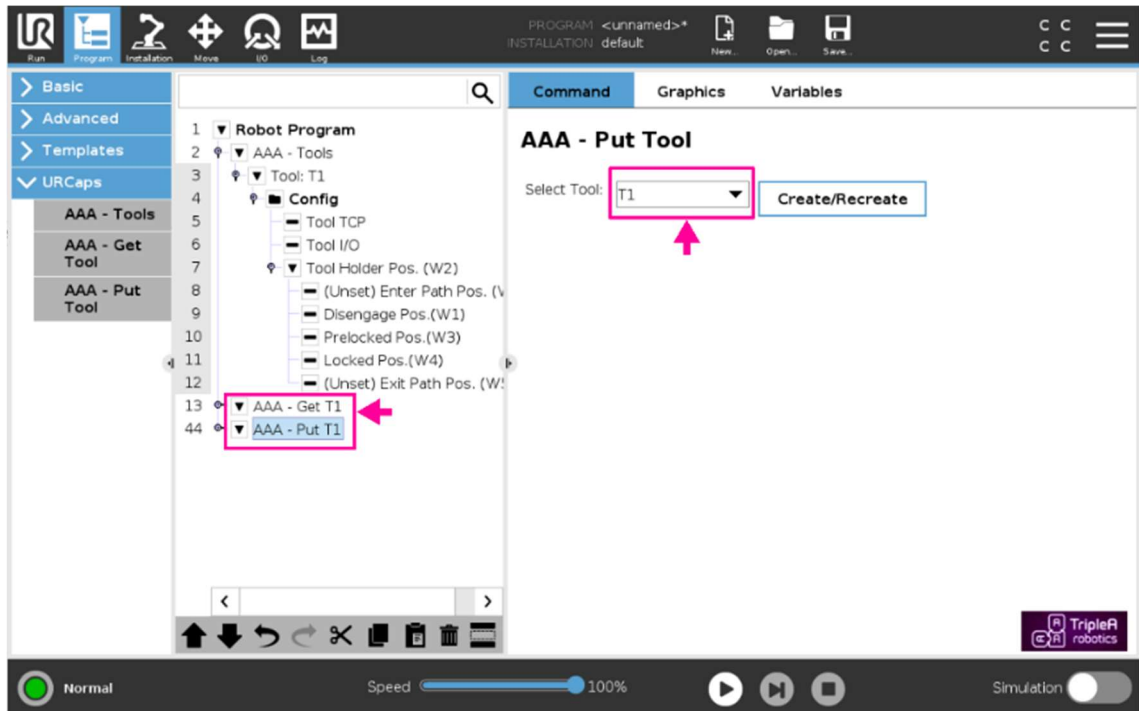 PROGRAM <unnamed>*
INSTALLATION default
Run Program Installation Move I/O Log
New... Open... Save...
C C
C C
Basic
Advanced
Templates
URCaps
AAA - Tools
AAA - Get
Tool
AAA - Put
Tool
1 Robot Program
2 AAA - Tools
3 Tool: T1
4 Config
5 Tool TCP
6 Tool I/O
7 Tool Holder Pos. (W2)
8 (Unset) Enter Path Pos. (
9 Disengage Pos.(W1)
10 Prelocked Pos.(W3)
11 Locked Pos.(W4)
12 (Unset) Exit Path Pos. (W
13 AAA - Get T1
44 AAA - Put T1
Command Graphics Variables
AAA - Put Tool
Select Tool: T1 Create/Recreate
TripleA
robotics
Normal Speed 100% Simulation